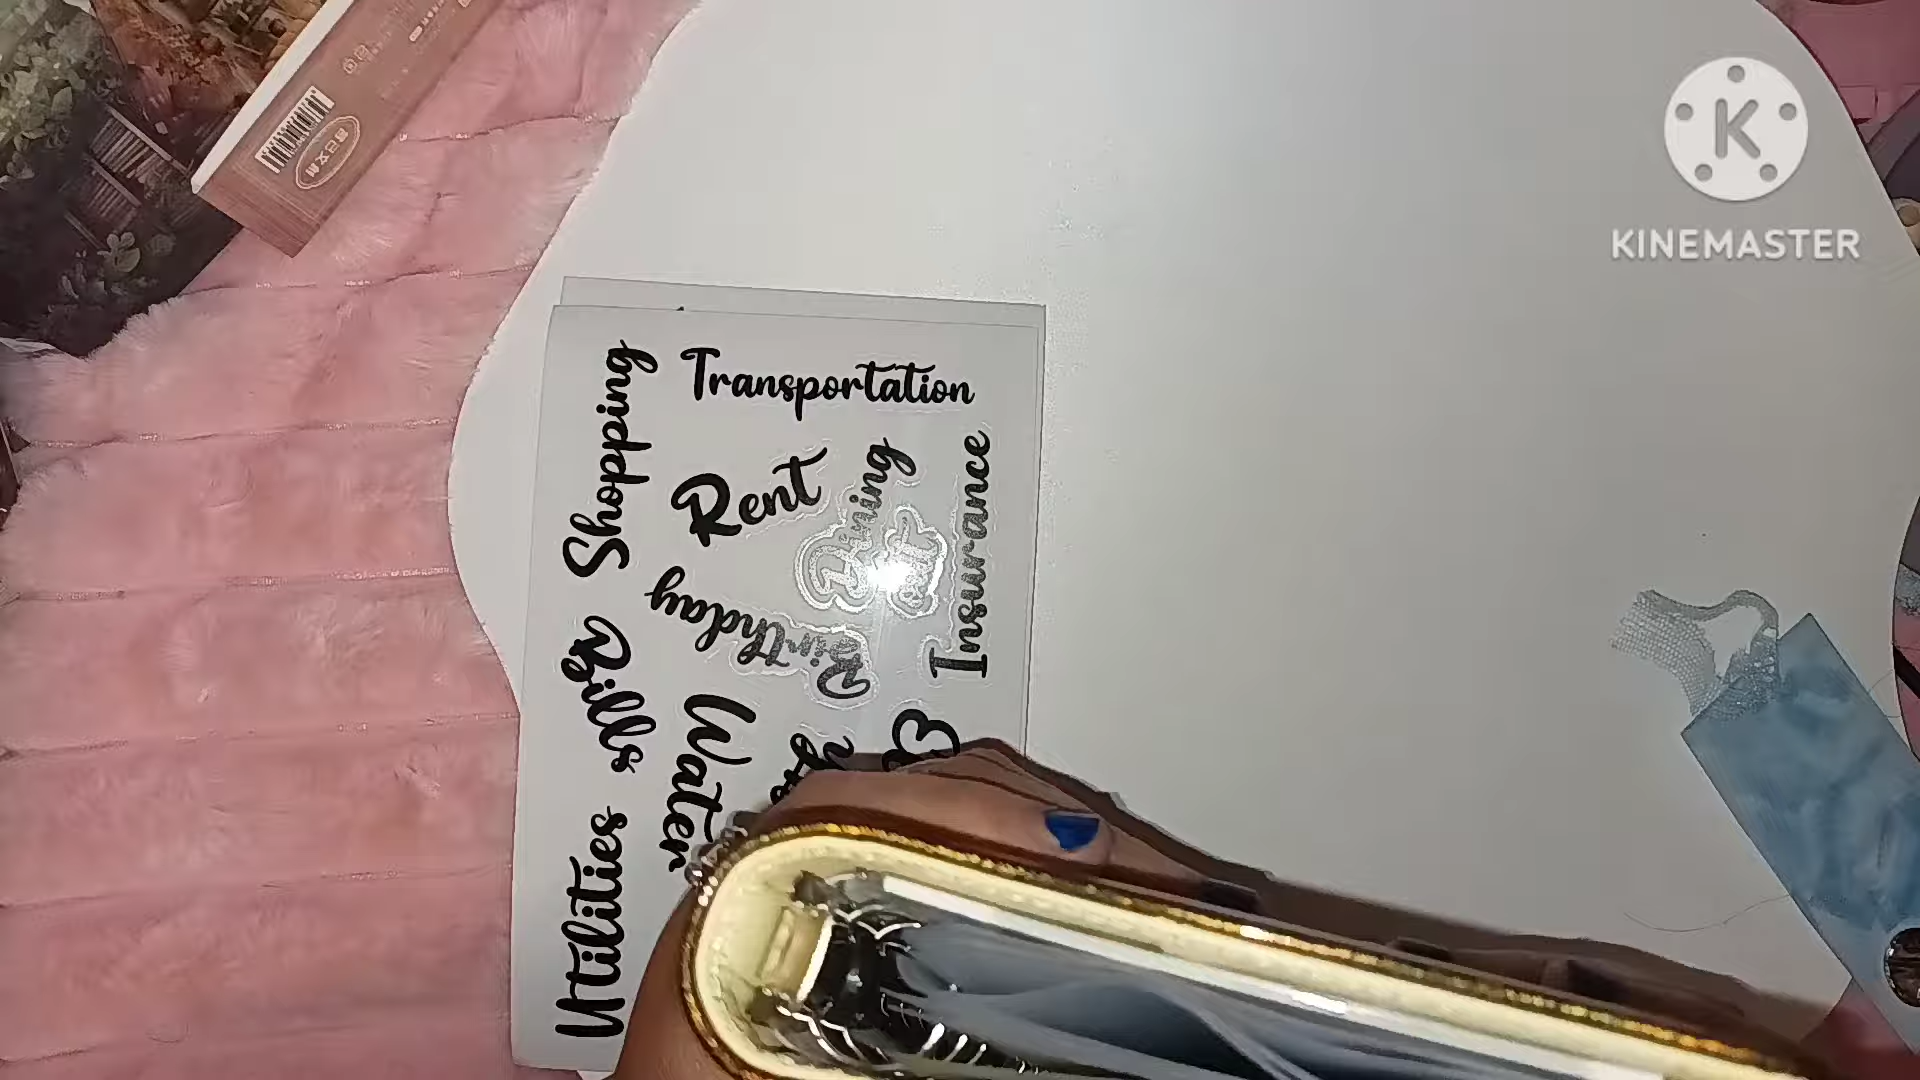 K
KINEMASTER
Transportation
Shopping
Rent
Dining
Insurance
Birthday
Bills
Water
Utilities